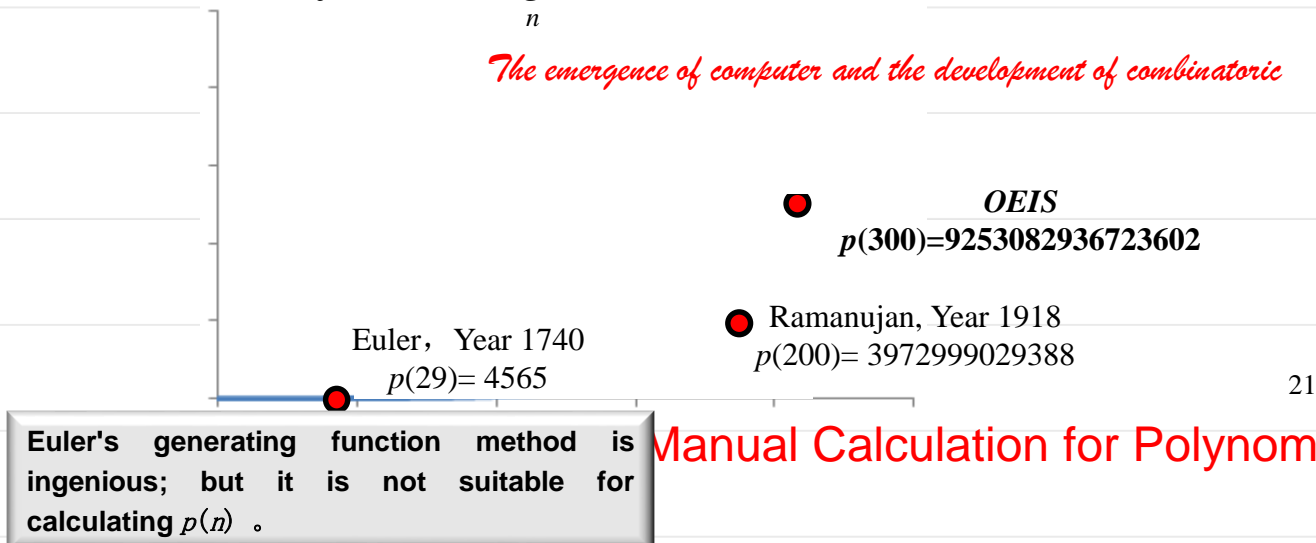 n
The emergence of computer and the development of combinatoric
OEIS
p(300)=9253082936723602
Ramanujan, Year 1918
p(200)= 3972999029388
Euler， Year 1740
p(29)= 4565
21
Manual Calculation for Polynom
Euler's generating function method is
ingenious; but it is not suitable for
calculating p(n) 。